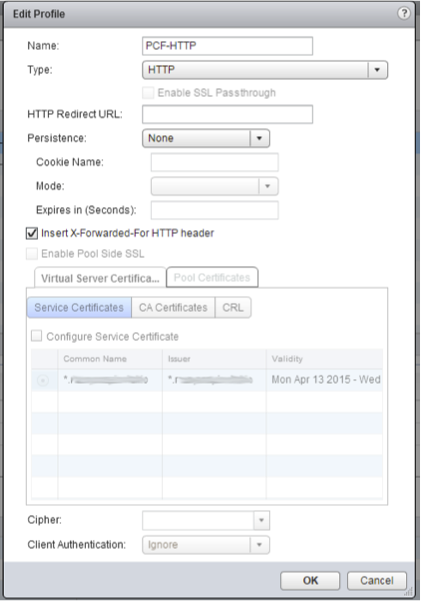 Edit Profile
?
Name: PCF-HTTP
Type: HTTP
Enable SSL Passthrough
HTTP Redirect URL:
Persistence: None
Cookie Name:
Mode:
Expires in (Seconds):
Insert X-Forwarded-For HTTP header
Enable Pool Side SSL
Virtual Server Certifica... Pool Certificates
Service Certificates CA Certificates CRL
Configure Service Certificate
Common Name Issuer Validity
Mon Apr 13 2015 - Wed
Cipher:
Client Authentication: Ignore
OK Cancel